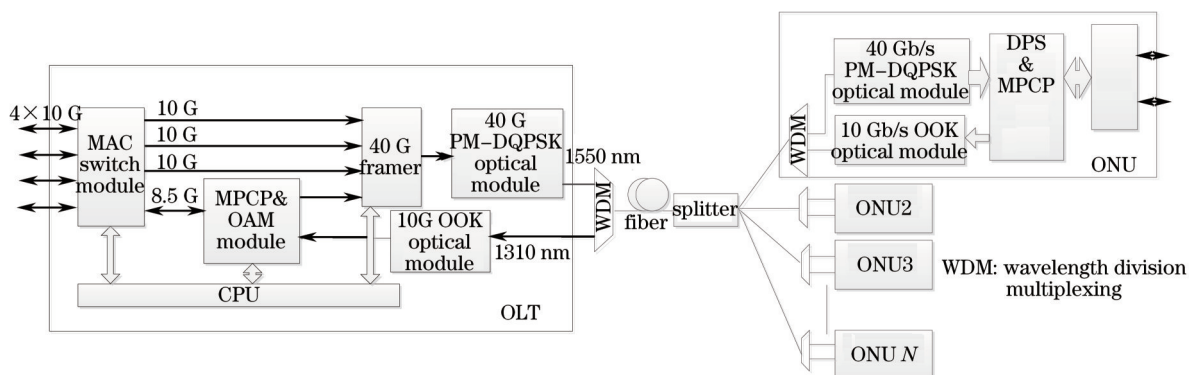 4×10 G
MAC
switch
module
10 G
10 G
10 G
8.5 G
MPCP&
OAM
module
40 G
framer
40 G
PM-DQPSK
optical
module
10G OOK
optical
module
CPU
OLT
1550 nm
1310 nm
WDM
fiber
splitter
WDM
40 Gb/s
PM-DQPSK
optical module
10 Gb/s OOK
optical module
DPS
&
MPCP
ONU
ONU2
ONU3
ONU N
WDM: wavelength division
multiplexing